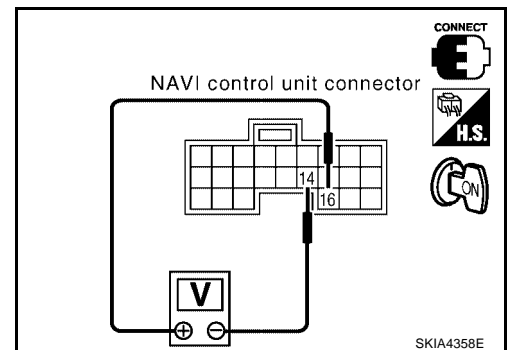 CONNECT
NAVI control unit connector
H.S.
14
16
ON
V
+ -
SKIA4358E